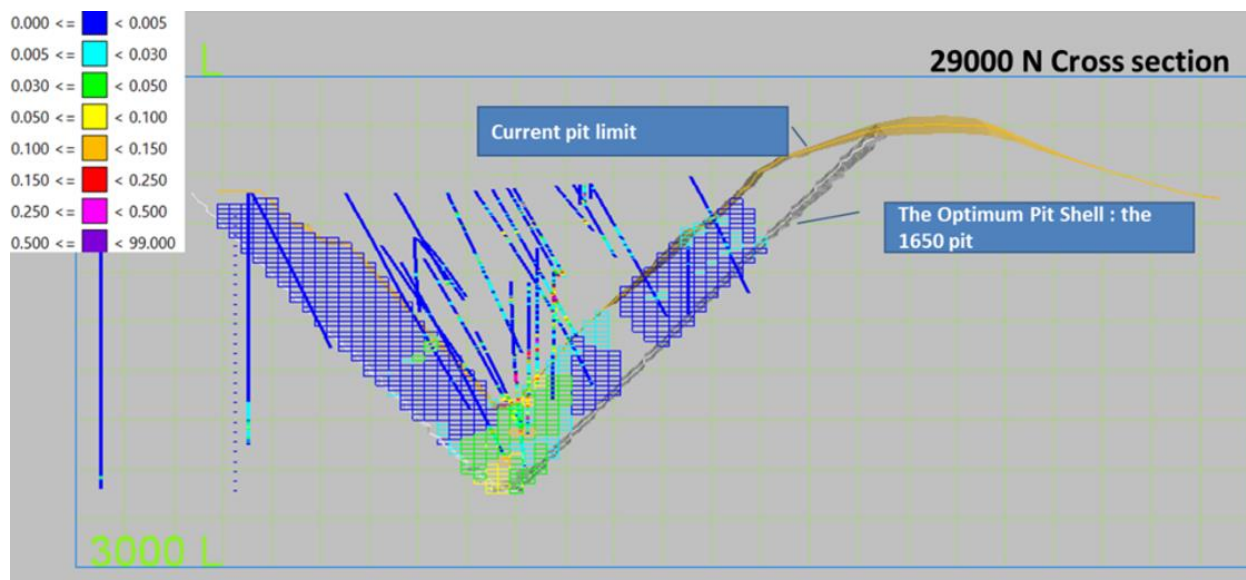 0.000 <= < 0.005
0.005 <= < 0.030
0.030 <= < 0.050
0.050 <= < 0.100
0.100 <= < 0.150
0.150 <= < 0.250
0.250 <= < 0.500
0.500 <= < 99.000
L
29000 N Cross section
Current pit limit
The Optimum Pit Shell : the
1650 pit
3000 L